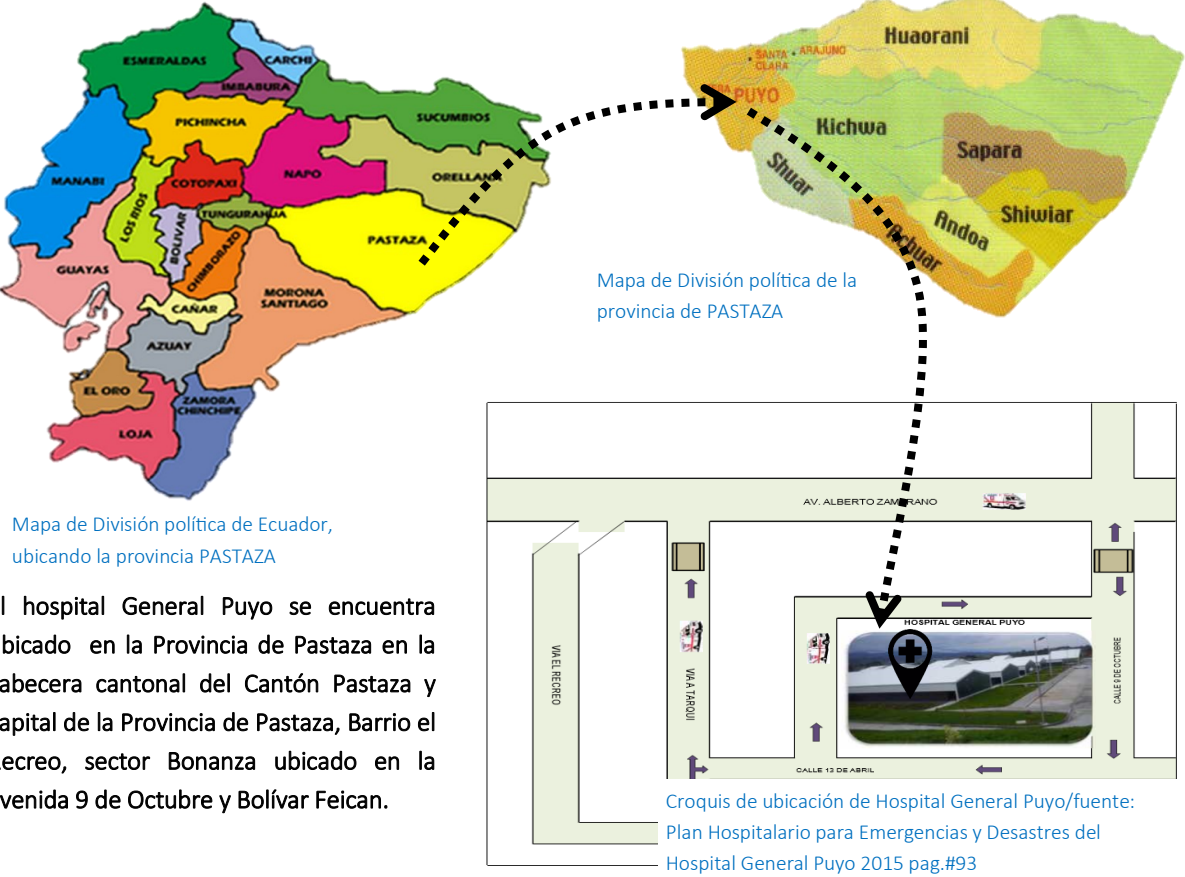 ESMERALDAS
CARCHI
IMBABURA
PICHINCHA
SUCUMBIOS
MANABI
LOS RIOS
COTOPAXI
NAPO
ORELLANA
BOLIVAR
TUNGURAHUA
CHIMBORAZO
PASTAZA
GUAYAS
MORONA
SANTIAGO
CAÑAR
AZUAY
EL ORO
ZAMORA
CHINCHIPE
LOJA
Mapa de División política de Ecuador,
ubicando la provincia PASTAZA
Huaorani
SANTA
CLARA
ARAJUNO
PUYO
Kichwa
Sapara
Shuar
Andoa
Shiwiar
Achuar
Mapa de División política de la
provincia de PASTAZA
l hospital General Puyo se encuentra
bicado en la Provincia de Pastaza en la
abecera cantonal del Cantón Pastaza y
apital de la Provincia de Pastaza, Barrio el
ecreo, sector Bonanza ubicado en la
venida 9 de Octubre y Bolívar Feican.
AV. ALBERTO ZAMBRANO
HOSPITAL GENERAL PUYO
VIA EL RECREO
VIA A TARQUI
CALLE 9 DE OCTUBRE
CALLE 13 DE ABRIL
Croquis de ubicación de Hospital General Puyo/fuente:
Plan Hospitalario para Emergencias y Desastres del
Hospital General Puyo 2015 pag.#93